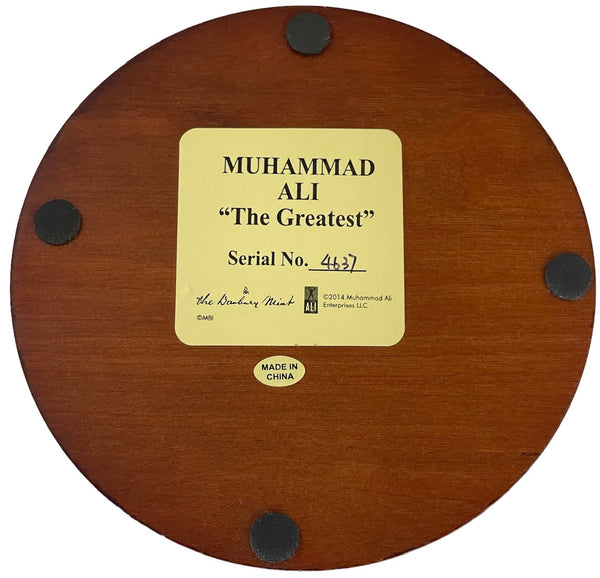 MUHAMMAD
ALI
“The Greatest”
Serial No. 4637
the Danbury Mint
©MBI
ALI
©2014 Muhammad Ali
Enterprises LLC
MADE IN
CHINA